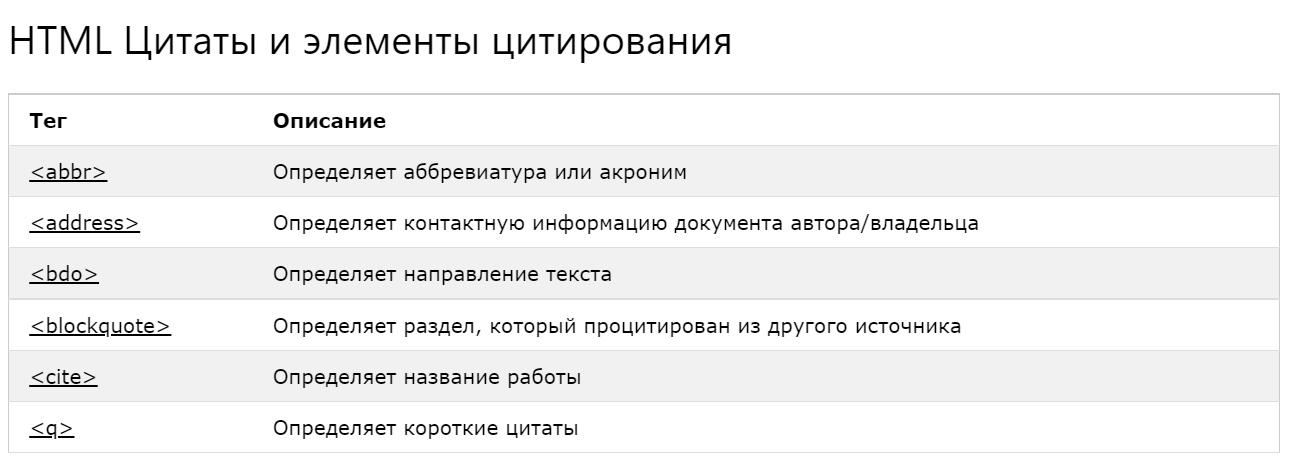 HTML Цитаты и элементы цитирования
Тег Описание
<abbr> Определяет аббревиатура или акроним
<address> Определяет контактную информацию документа автора/владельца
<bdo> Определяет направление текста
<blockquote> Определяет раздел, который процитирован из другого источника
<cite> Определяет название работы
<q> Определяет короткие цитаты